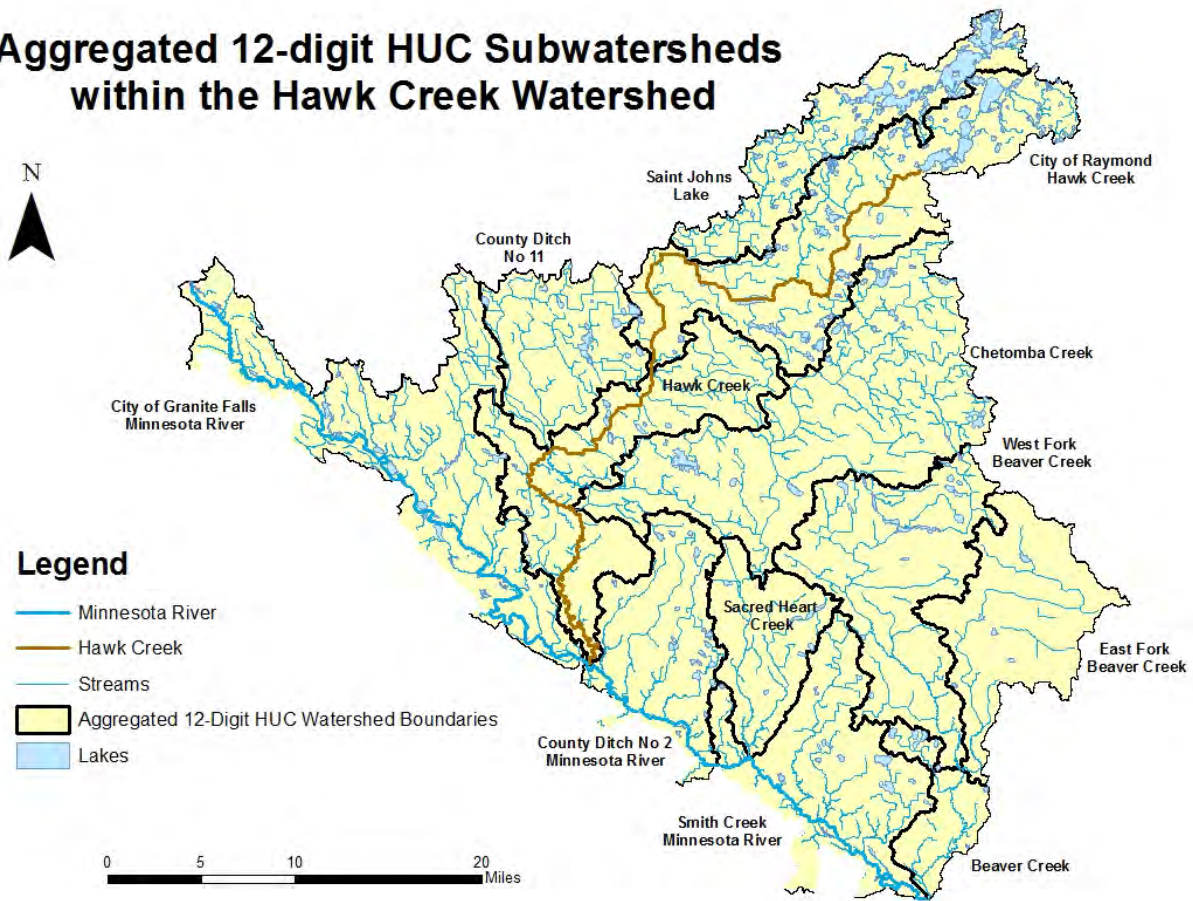 Aggregated 12-digit HUC Subwatersheds
within the Hawk Creek Watershed
N
City of Raymond
Hawk Creek
Saint Johns
Lake
County Ditch
No 11
Chetomba Creek
Hawk Creek
City of Granite Falls
Minnesota River
West Fork
Beaver Creek
Sacred Heart
Creek
East Fork
Beaver Creek
County Ditch No 2
Minnesota River
Smith Creek
Minnesota River
Beaver Creek
Legend
Minnesota River
Hawk Creek
Streams
Aggregated 12-Digit HUC Watershed Boundaries
Lakes
0 5 10 20
Miles